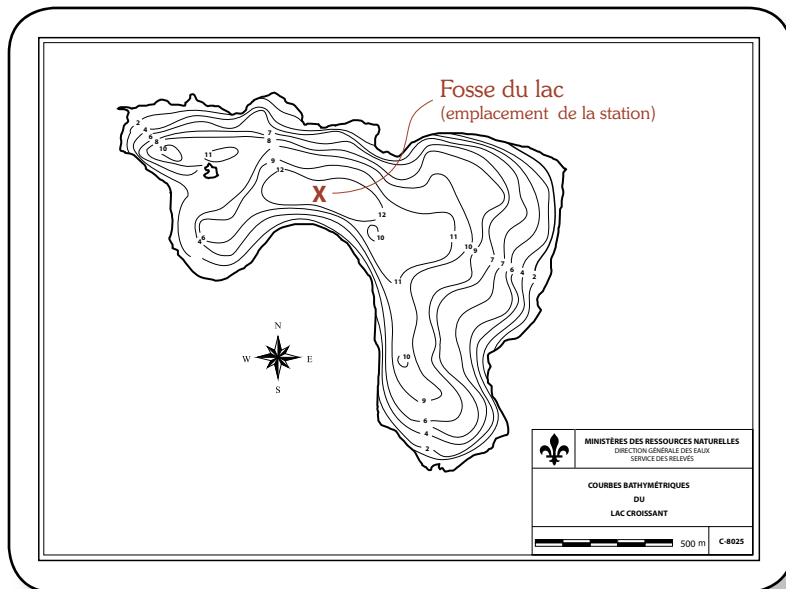 Fosse du lac
(emplacement de la station)
2
4
6
8
10
11
7
8
9
12
4
6
12
10
11
11
10
9
7
7
6
4
2
10
9
6
4
2
N
W
E
S
MINISTÈRES DES RESSOURCES NATURELLES
DIRECTION GÉNÉRALE DES EAUX
SERVICE DES RELEVÉS
COURBES BATHYMÉTRIQUES
DU
LAC CROISSANT
500 m
C-8025
X